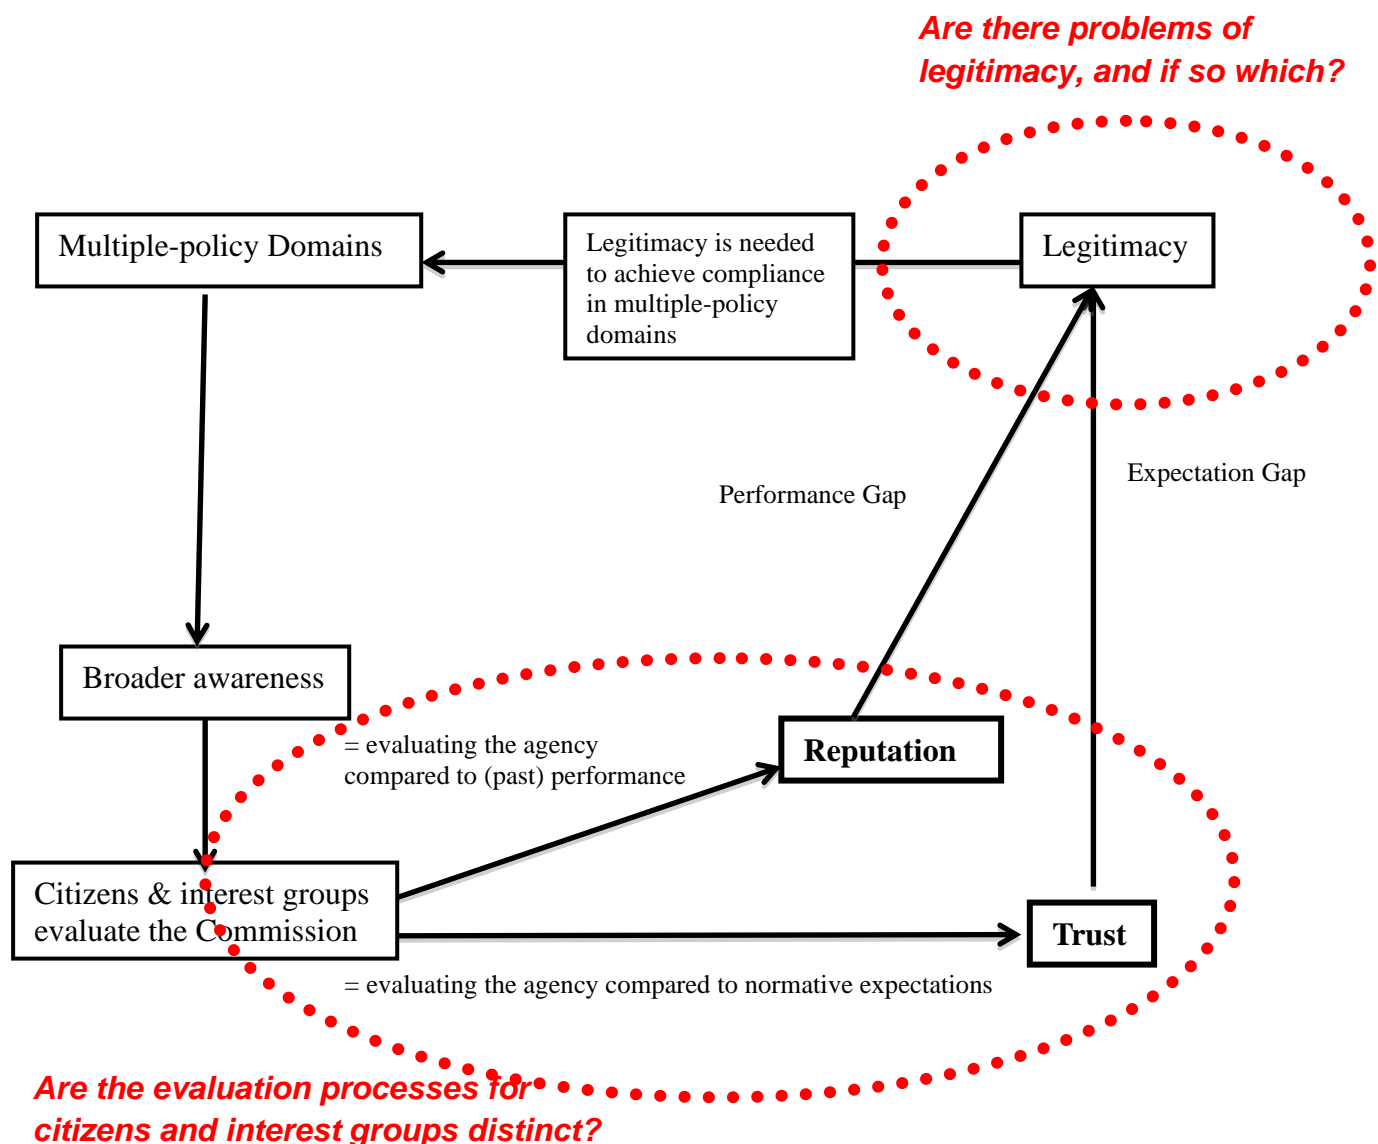 Are there problems of
legitimacy, and if so which?
Multiple-policy Domains
Legitimacy is needed
to achieve compliance
in multiple-policy
domains
Legitimacy
Performance Gap
Expectation Gap
Broader awareness
= evaluating the agency
compared to (past) performance
Reputation
Citizens & interest groups
evaluate the Commission
Trust
= evaluating the agency compared to normative expectations
Are the evaluation processes for
citizens and interest groups distinct?